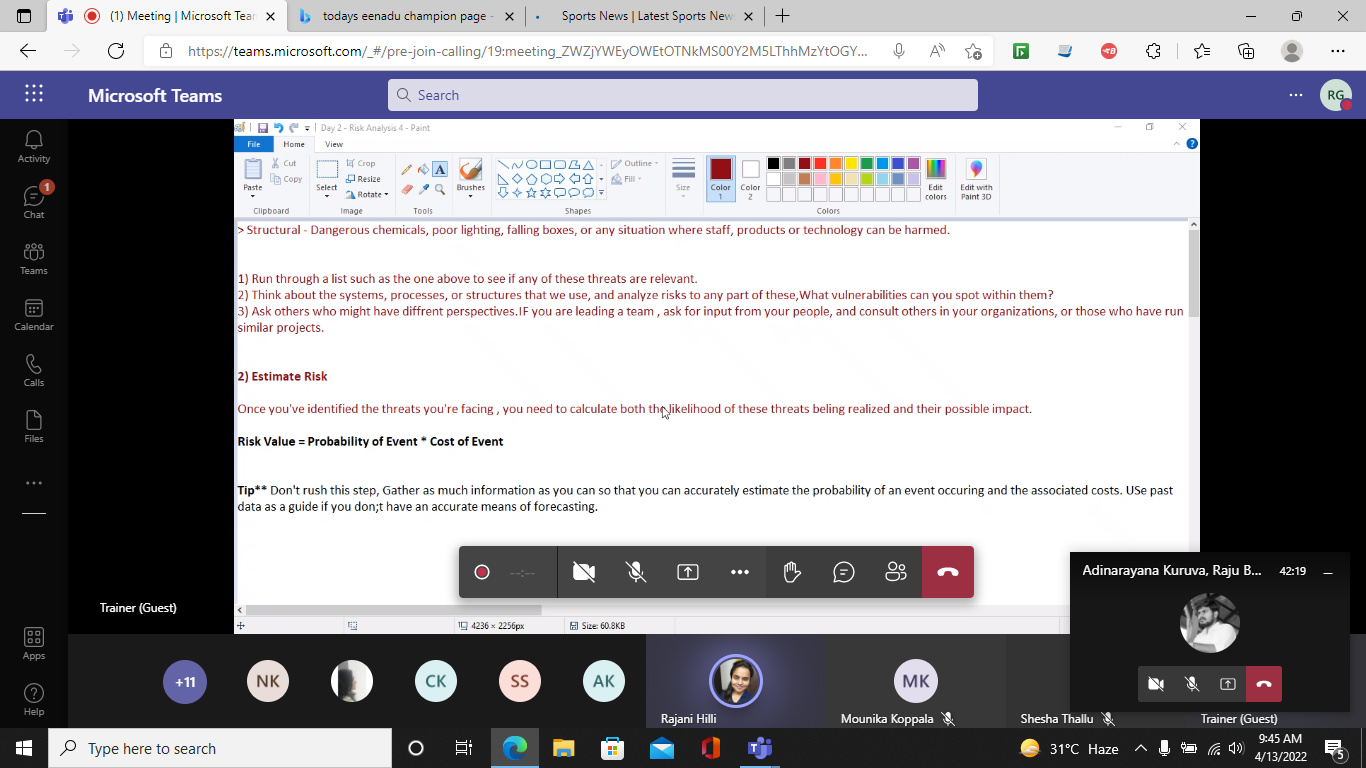 (1) Meeting | Microsoft Tear
todays eenadu champion page -
Sports News | Latest Sports New
https://teams.microsoft.com/_#/pre-join-calling/19:meeting_ZWZjYWEyOWEtOTNkMS00Y2M5LThhMzYtOGY...
Microsoft Teams
Search
RG
Activity
Chat
1
Teams
Calendar
Calls
Files
Apps
Help
Day 2 - Risk Analysis 4 - Paint
File
Home
View
Paste
Cut
Copy
Clipboard
Select
Crop
Resize
Rotate
Image
A
Tools
Brushes
Outline
Fill
Shapes
Size
Color
1
Color
2
Edit
colors
Colors
Edit with
Paint 3D
> Structural - Dangerous chemicals, poor lighting, falling boxes, or any situation where staff, products or technology can be harmed.
1) Run through a list such as the one above to see if any of these threats are relevant.
2) Think about the systems, processes, or structures that we use, and analyze risks to any part of these,What vulnerabilities can you spot within them?
3) Ask others who might have diffrent perspectives.IF you are leading a team , ask for input from your people, and consult others in your organizations, or those who have run
similar projects.
2) Estimate Risk
Once you've identified the threats you're facing , you need to calculate both the likelihood of these threats beling realized and their possible impact.
Risk Value = Probability of Event * Cost of Event
Tip** Don't rush this step, Gather as much information as you can so that you can accurately estimate the probability of an event occuring and the associated costs. USe past
data as a guide if you don;t have an accurate means of forecasting.
--:--
Trainer (Guest)
4236 × 2256px
Size: 60.8KB
Adinarayana Kuruva, Raju B...
42:19
+11
NK
CK
SS
AK
Rajani Hilli
MK
Mounika Koppala
Shesha Thallu
Trainer (Guest)
Type here to search
31°C Haze
9:45 AM
4/13/2022
5